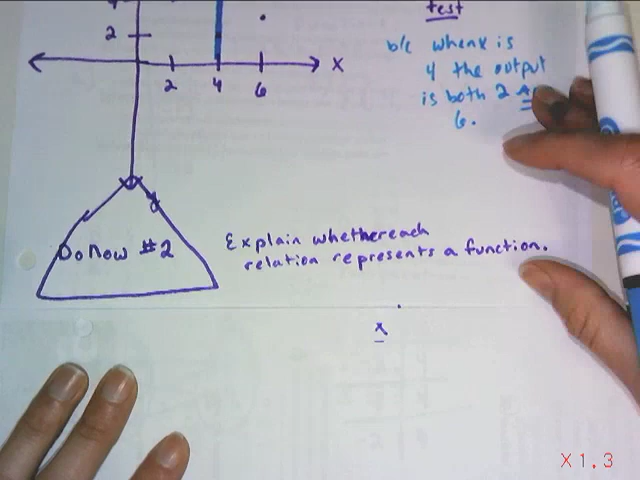 test
b/c when x is
4 the output
is both 2
6.
2
x
2 4 6
y
Do Now #2
Explain whether each
relation represents a function.
x
X1.3